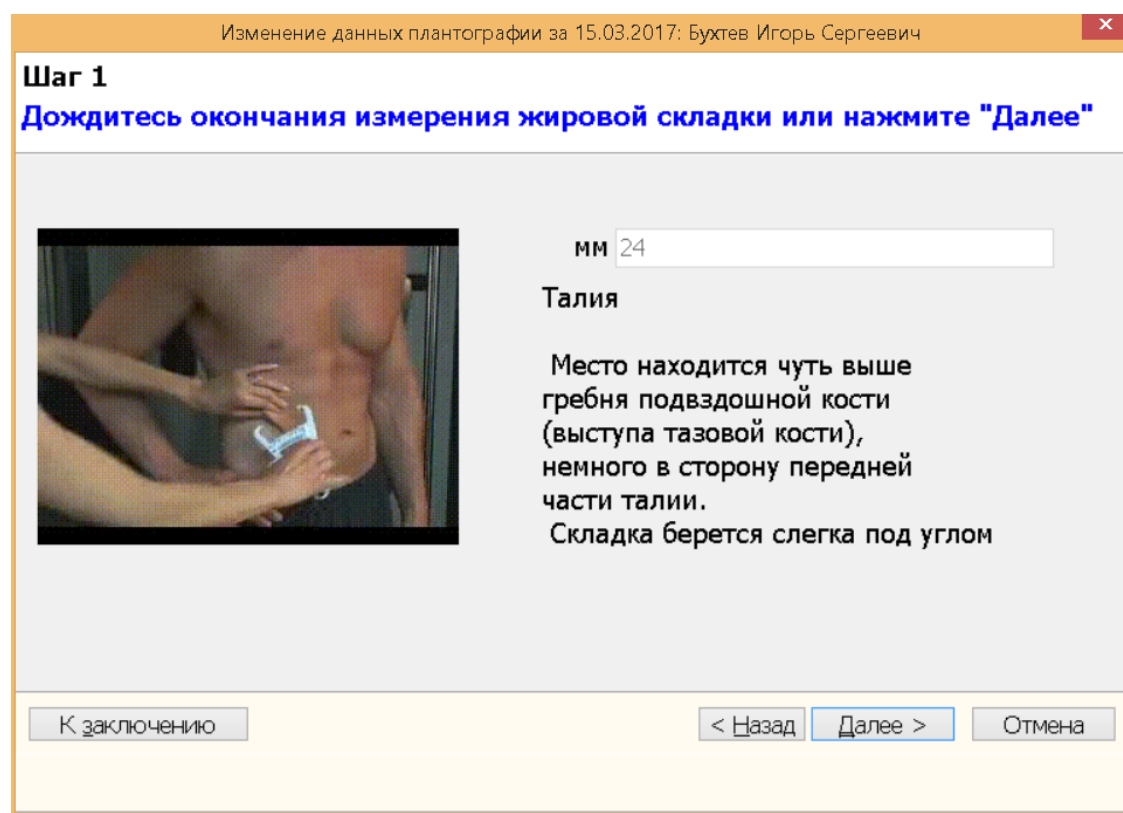 Изменение данных плантографии за 15.03.2017: Бухтев Игорь Сергеевич
Шаг 1
Дождитесь окончания измерения жировой складки или нажмите "Далее"
мм 24
Талия
Место находится чуть выше
гребня подвздошной кости
(выступа тазовой кости),
немного в сторону передней
части талии.
Складка берется слегка под углом
К заключению
< Назад
Далее >
Отмена